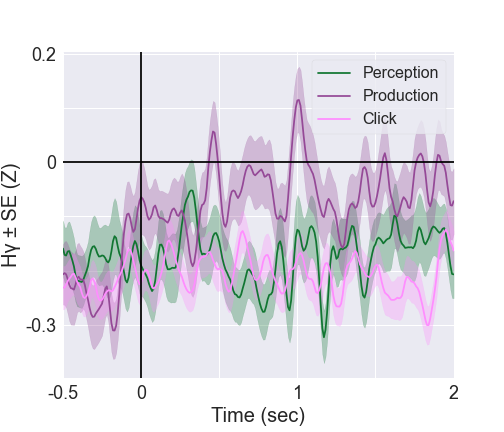 0.2
0
-0.3
Hγ ± SE (Z)
Perception
Production
Click
-0.5 0 1 2
Time (sec)